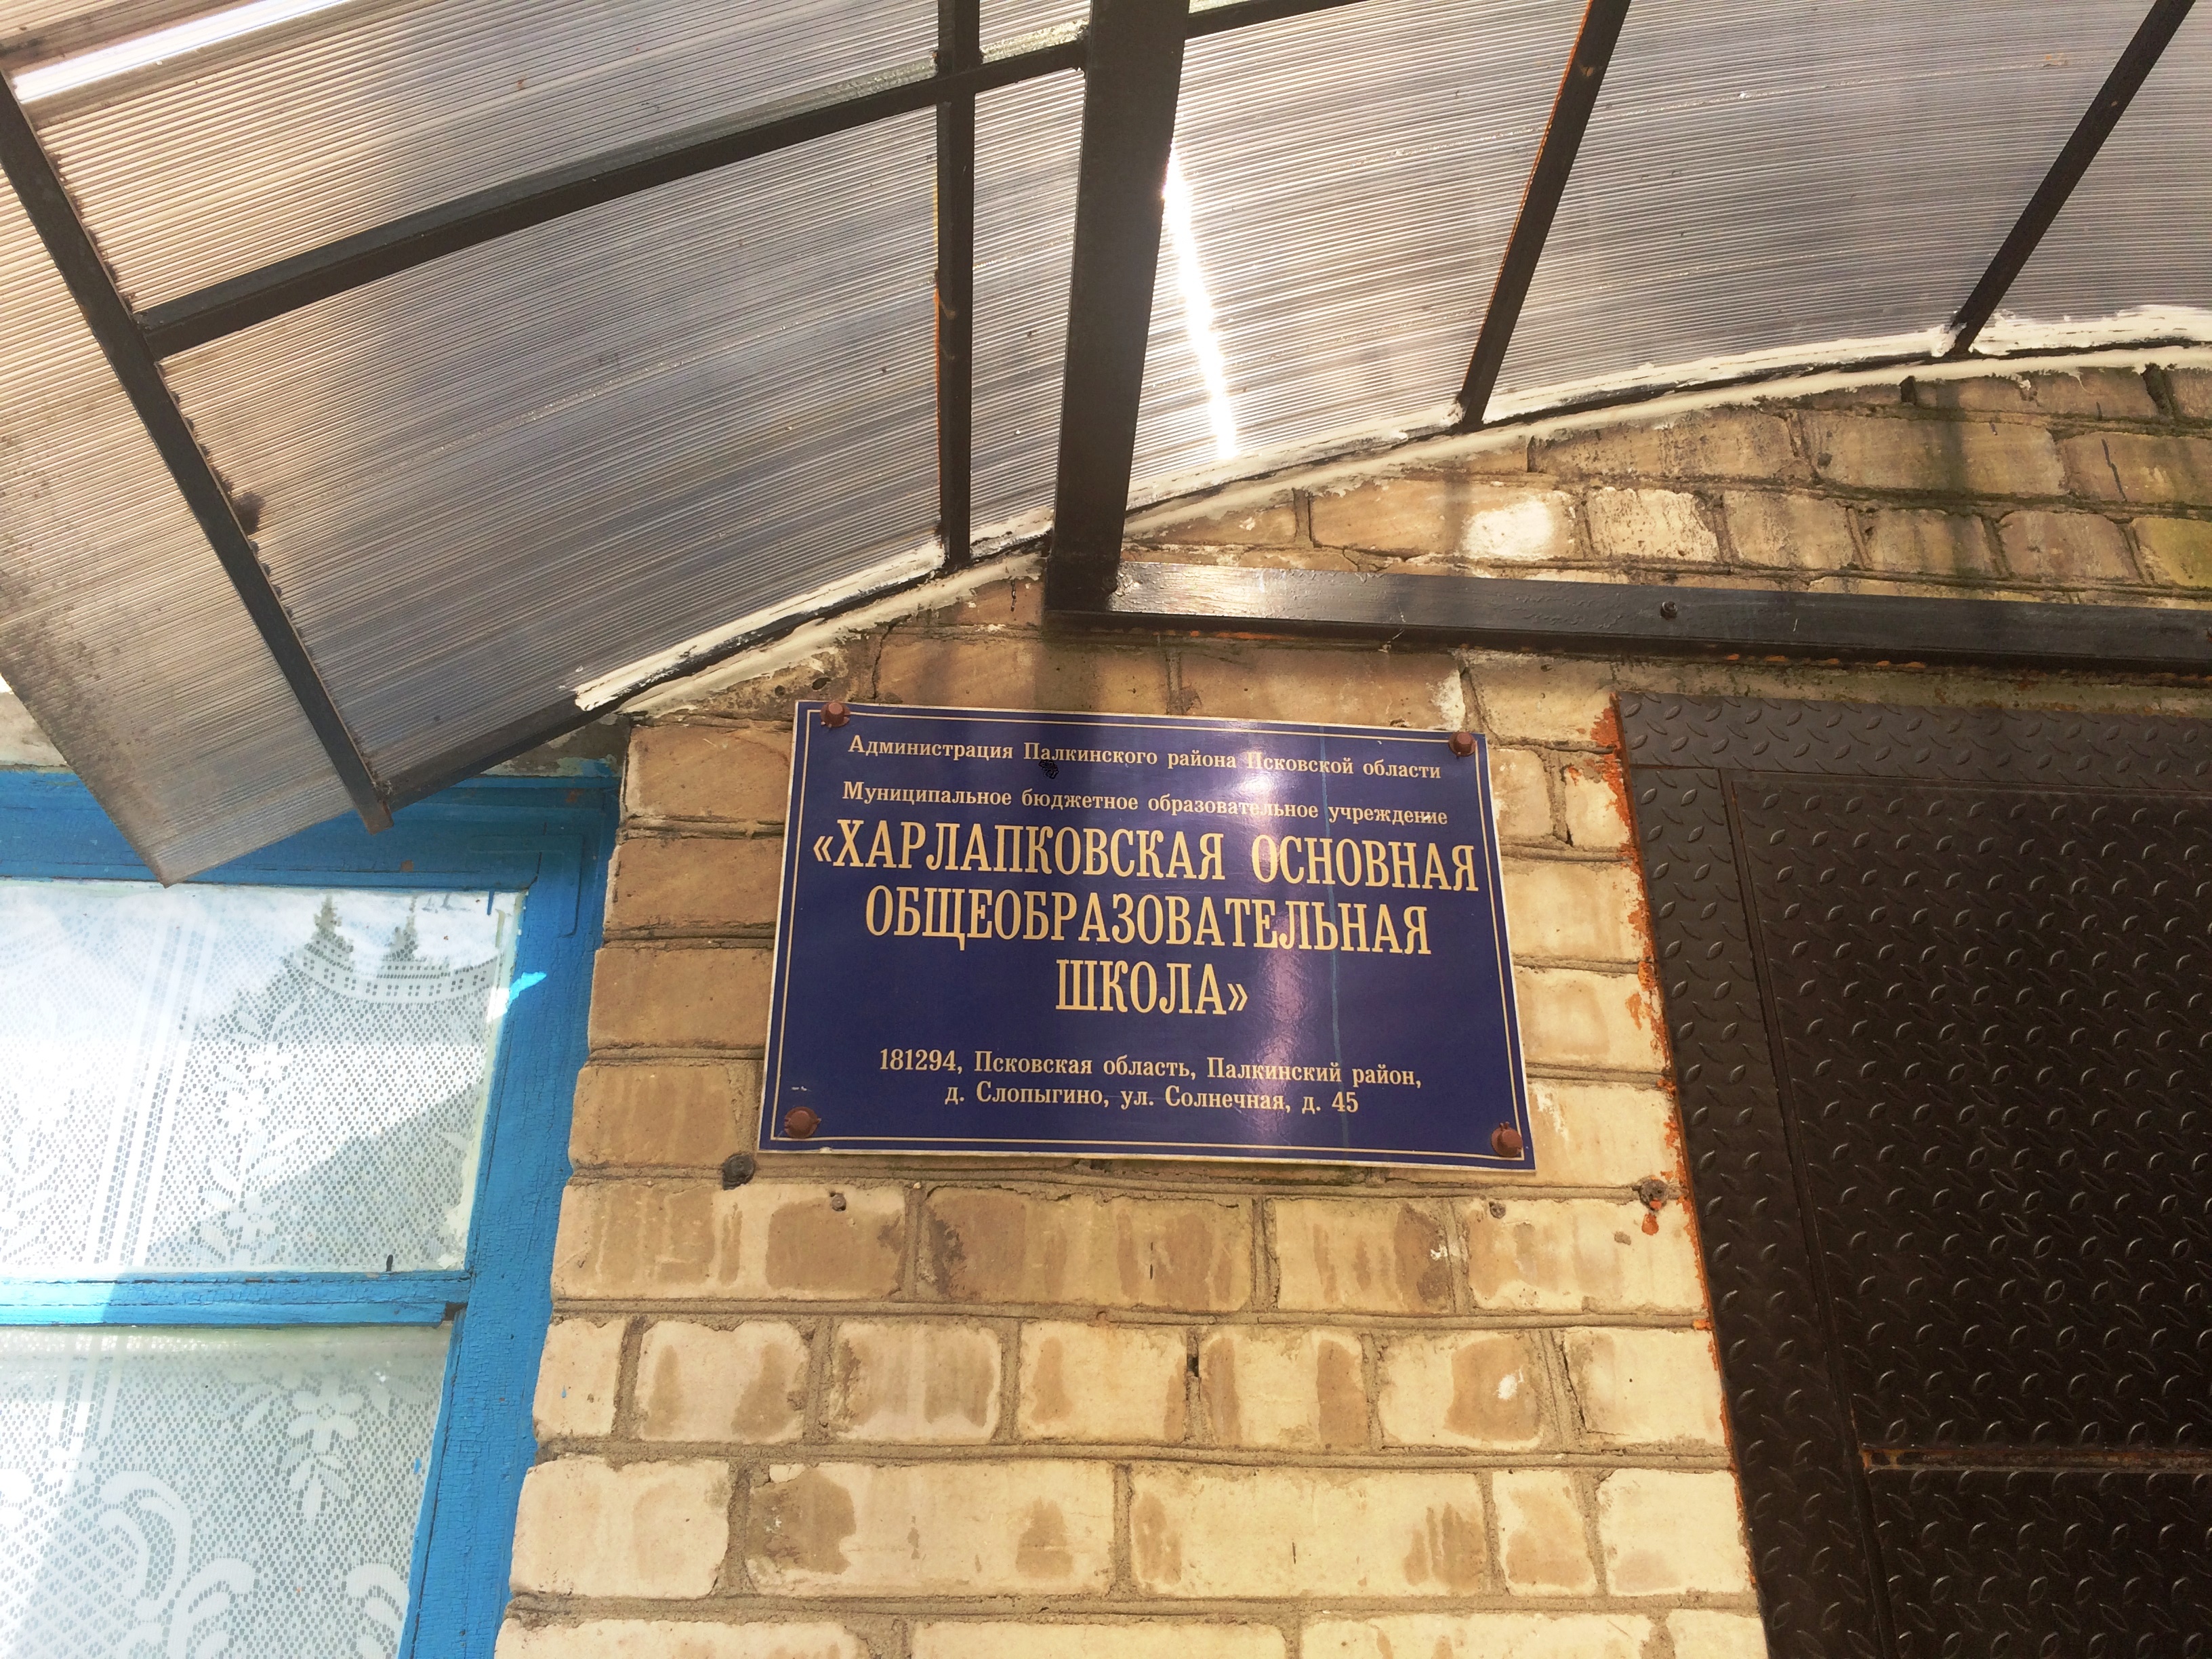 Администрация Палкинского района Псковской области
Муниципальное бюджетное образовательное учреждение
«ХАРЛАПКОВСКАЯ ОСНОВНАЯ
ОБЩЕОБРАЗОВАТЕЛЬНАЯ
ШКОЛА»
181294, Псковская область, Палкинский район,
д. Слопыгино, ул. Солнечная, д. 45